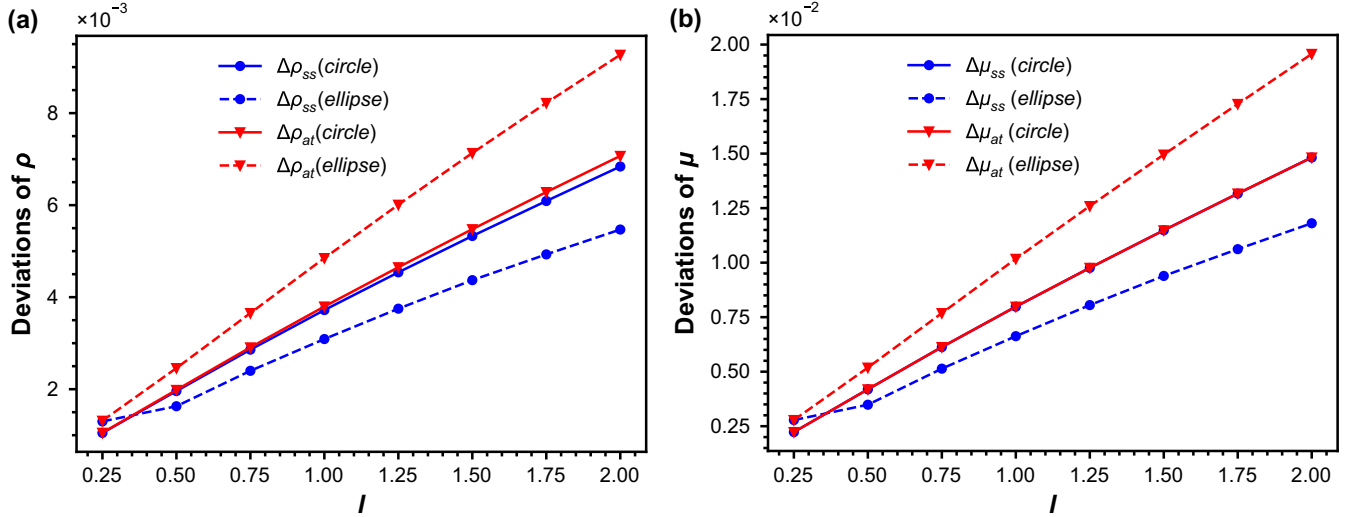 (a)
×10⁻³
Deviations of ρ
8
6
4
2
Δρss(circle)
Δρss(ellipse)
Δρat(circle)
Δρat(ellipse)
0.25 0.50 0.75 1.00 1.25 1.50 1.75 2.00
I
(b)
×10⁻²
Deviations of μ
2.00
1.75
1.50
1.25
1.00
0.75
0.50
0.25
Δμss (circle)
Δμss (ellipse)
Δμat (circle)
Δμat (ellipse)
0.25 0.50 0.75 1.00 1.25 1.50 1.75 2.00
I